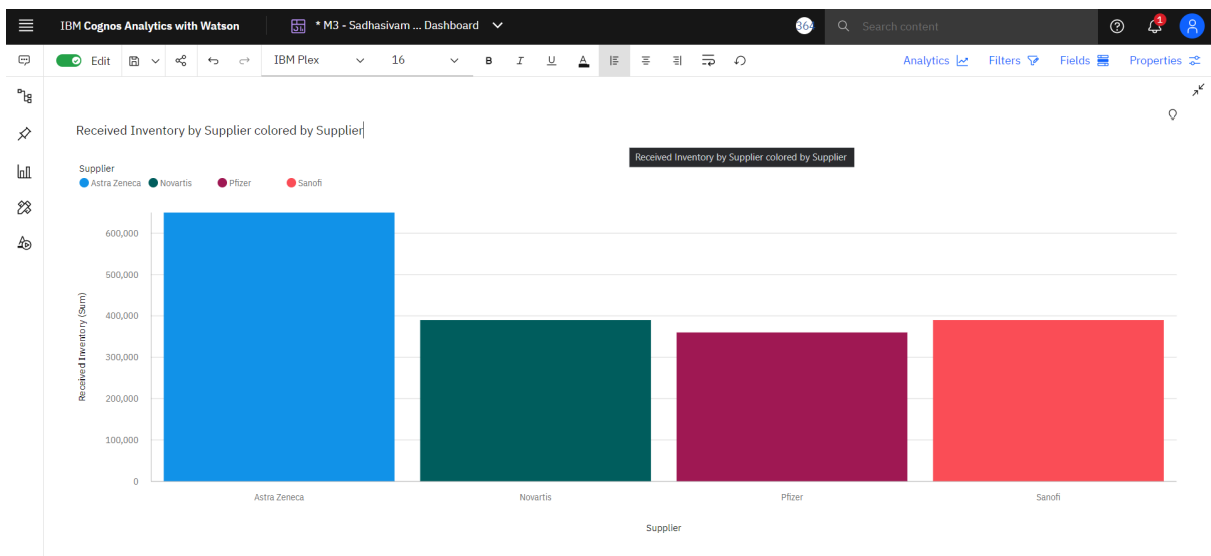 IBM Cognos Analytics with Watson
* M3 - Sadhasivam ... Dashboard
364
Search content
1
Edit
IBM Plex
16
B I U A
Analytics
Filters
Fields
Properties
Received Inventory by Supplier colored by Supplier
Received Inventory by Supplier colored by Supplier
Supplier
Astra Zeneca Novartis Pfizer Sanofi
Received Inventory (Sum)
600,000
500,000
400,000
300,000
200,000
100,000
0
Astra Zeneca
Novartis
Pfizer
Sanofi
Supplier